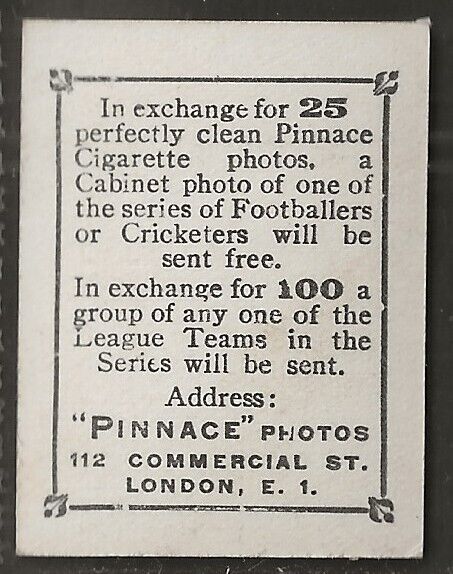 In exchange for 25
perfectly clean Pinnace
Cigarette photos, a
Cabinet photo of one of
the series of Footballers
or Cricketers will be
sent free.
In exchange for 100 a
group of any one of the
League Teams in the
Series will be sent.
Address:
"PINNACE" PHOTOS
112 COMMERCIAL ST.
LONDON, E. 1.